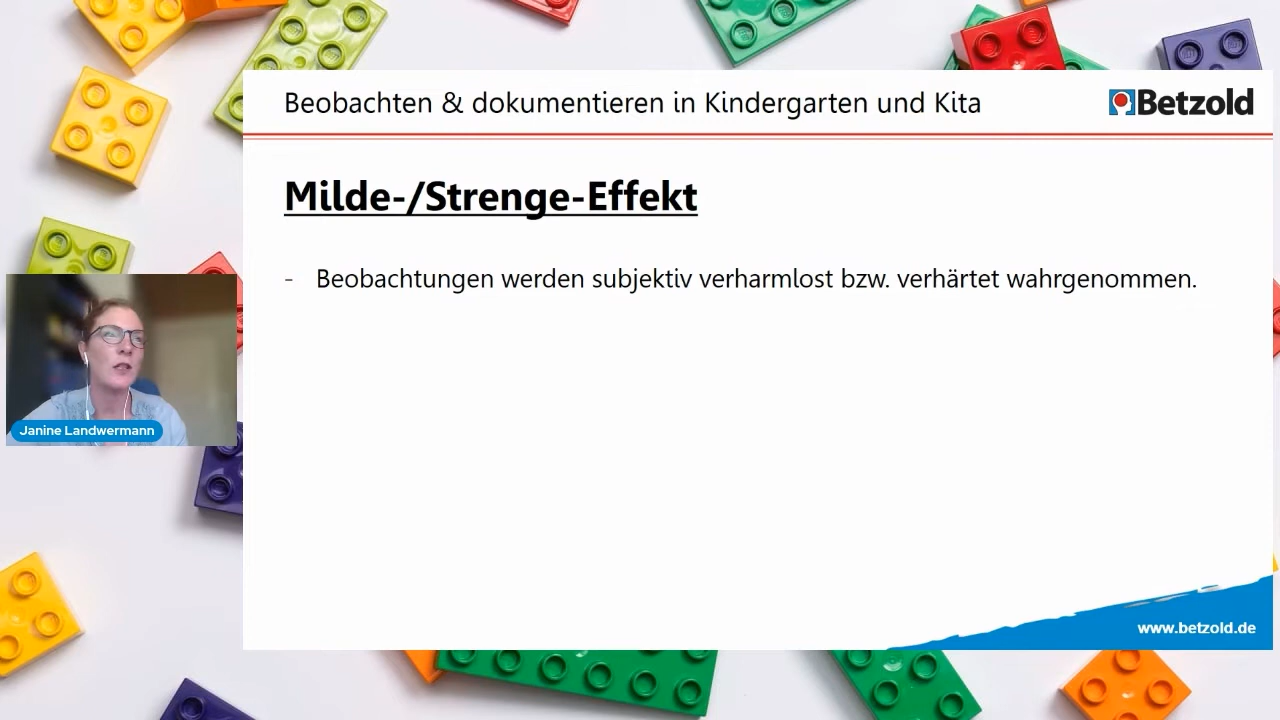 Beobachten & dokumentieren in Kindergarten und Kita
Betzold
Milde-/Strenge-Effekt
- Beobachtungen werden subjektiv verharmlost bzw. verhärtet wahrgenommen.
Janine Landwermann
www.betzold.de